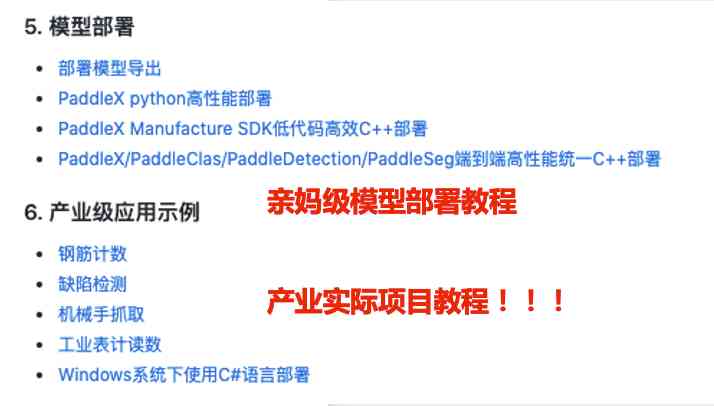 5. 模型部署
部署模型导出
PaddleX python高性能部署
PaddleX Manufacture SDK低代码高效C++部署
PaddleX/PaddleClas/PaddleDetection/PaddleSeg端到端高性能统一C++部署
亲妈级模型部署教程
6. 产业级应用示例
钢筋计数
缺陷检测
产业实际项目教程！！！
机械手抓取
工业表计读数
Windows系统下使用C#语言部署